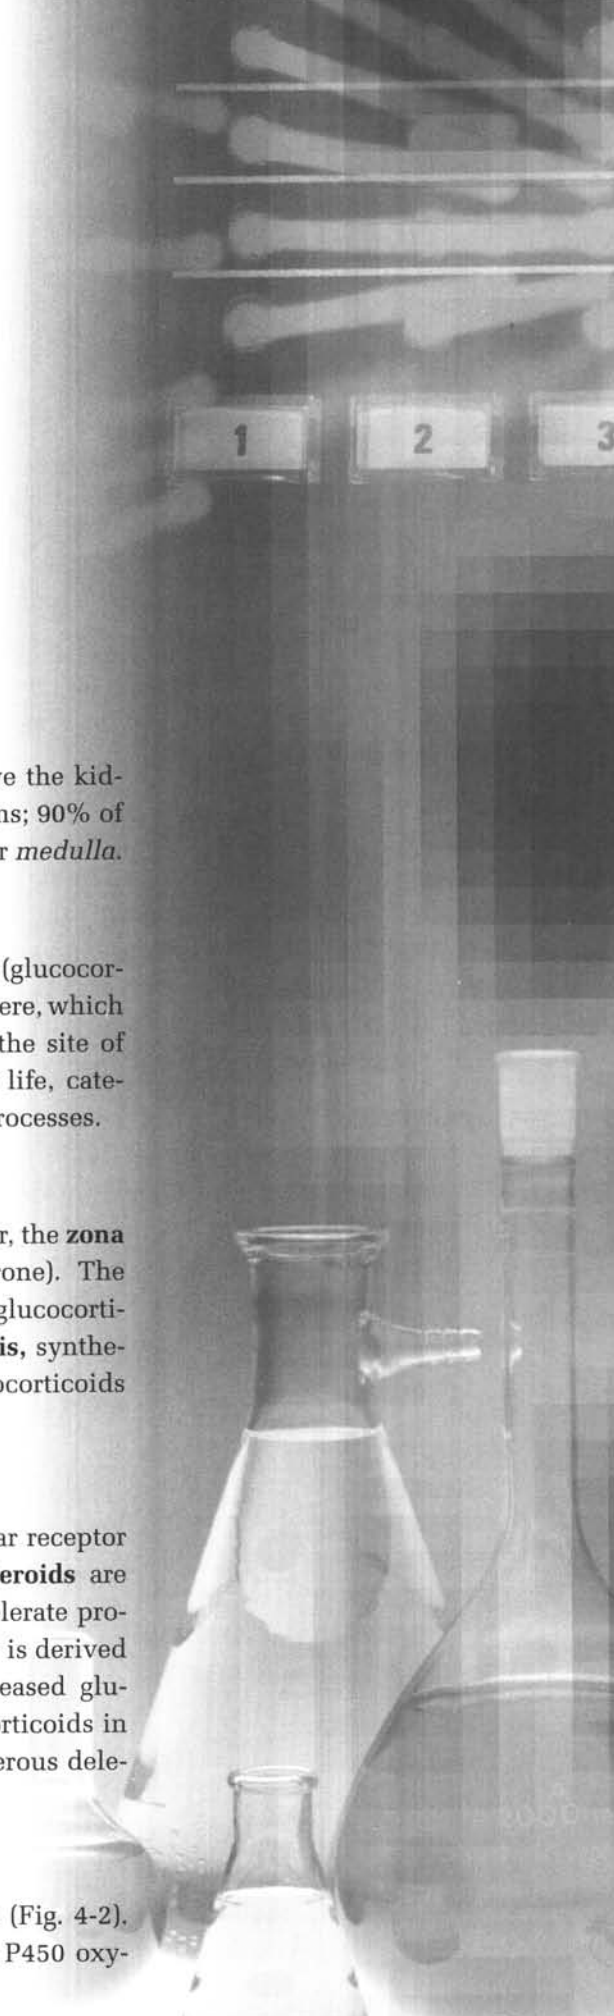 1 2 3
e the kid-
ns; 90% of
r medulla.
(glucocor-
ere, which
the site of
life, cate-
rocesses.
r, the zona
one). The
glucocorti-
is, synthe-
ocorticoids
ar receptor
eroids are
lerate pro-
is derived
eased glu-
orticoids in
erous dele-
(Fig. 4-2).
P450 oxy-